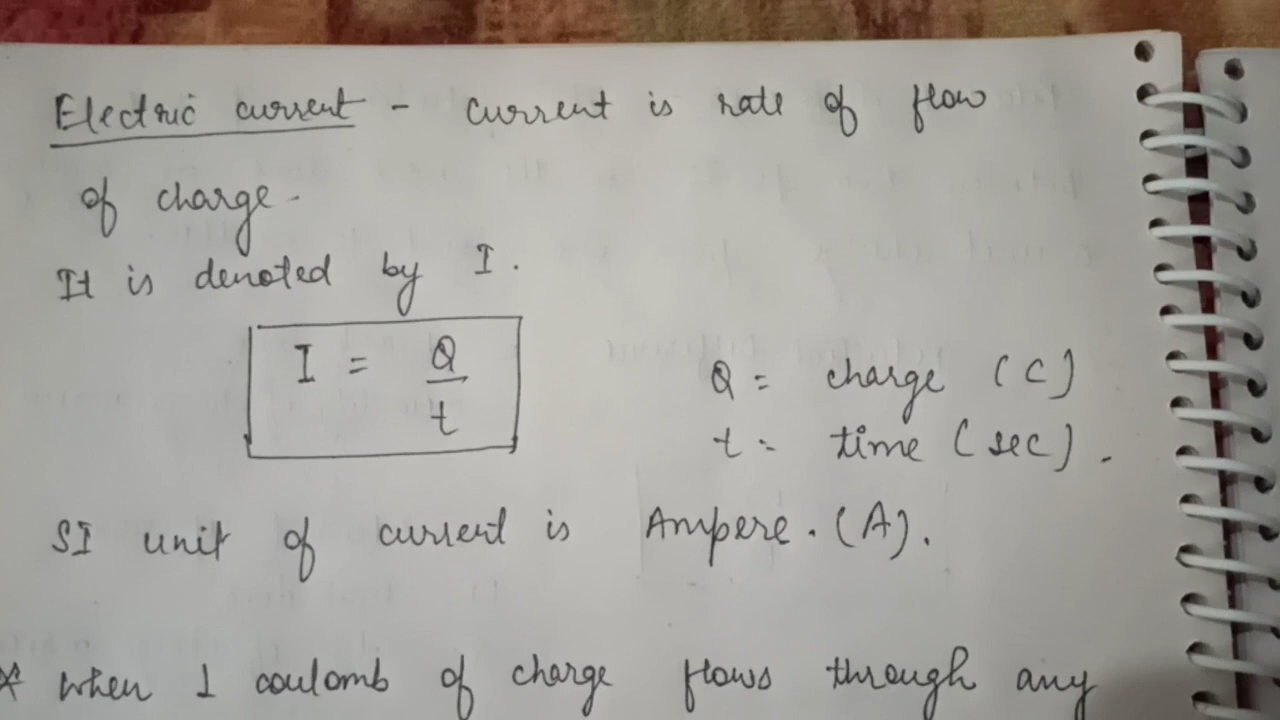 Electric current - current is rate of flow
of charge.
It is denoted by I.
I = Q/t
Q = charge (C)
t = time (sec).
SI unit of current is Ampere. (A).
* when 1 coulomb of charge flows through any